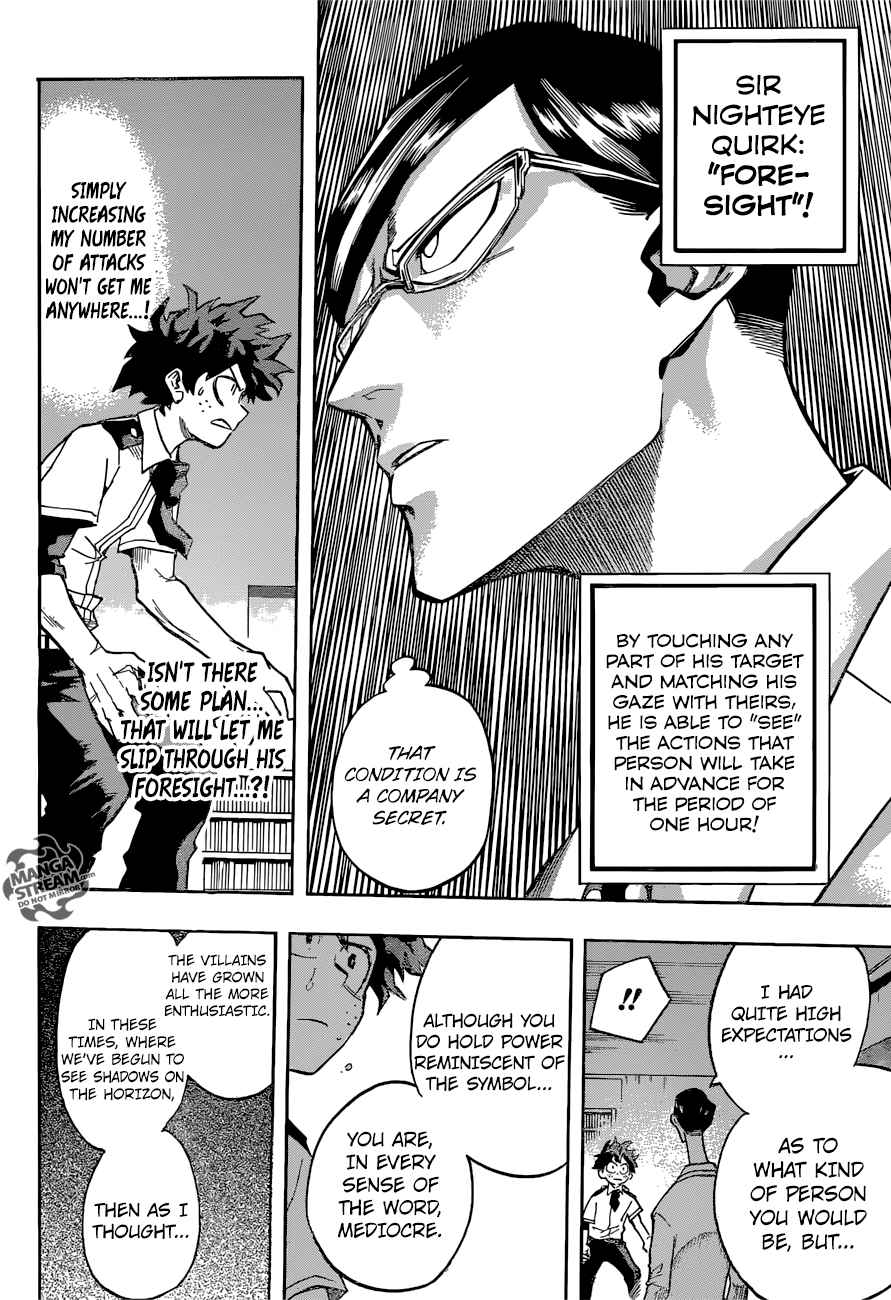 SIR
NIGHTEYE
QUIRK:
"FORE-
SIGHT"!
BY TOUCHING ANY
PART OF HIS TARGET
AND MATCHING HIS
GAZE WITH THEIRS,
HE IS ABLE TO "SEE"
THE ACTIONS THAT
PERSON WILL TAKE
IN ADVANCE FOR
THE PERIOD OF
ONE HOUR!
THAT
CONDITION IS
A COMPANY
SECRET.
SIMPLY
INCREASING
MY NUMBER
OF ATTACKS
WON'T GET ME
ANYWHERE...!
ISN'T THERE
SOME PLAN...
THAT WILL LET ME
SLIP THROUGH HIS
FORESIGHT...?!
MANGA
STREAM.com
DO NOT MIRROR
I HAD
QUITE HIGH
EXPECTATIONS
...
!!
AS TO
WHAT KIND
OF PERSON
YOU WOULD
BE, BUT...
ALTHOUGH YOU
DO HOLD POWER
REMINISCENT OF
THE SYMBOL...
YOU ARE,
IN EVERY
SENSE OF
THE WORD,
MEDIOCRE.
THE VILLAINS
HAVE GROWN
ALL THE MORE
ENTHUSIASTIC.
IN THESE
TIMES, WHERE
WE'VE BEGUN TO
SEE SHADOWS ON
THE HORIZON,
THEN AS I
THOUGHT...